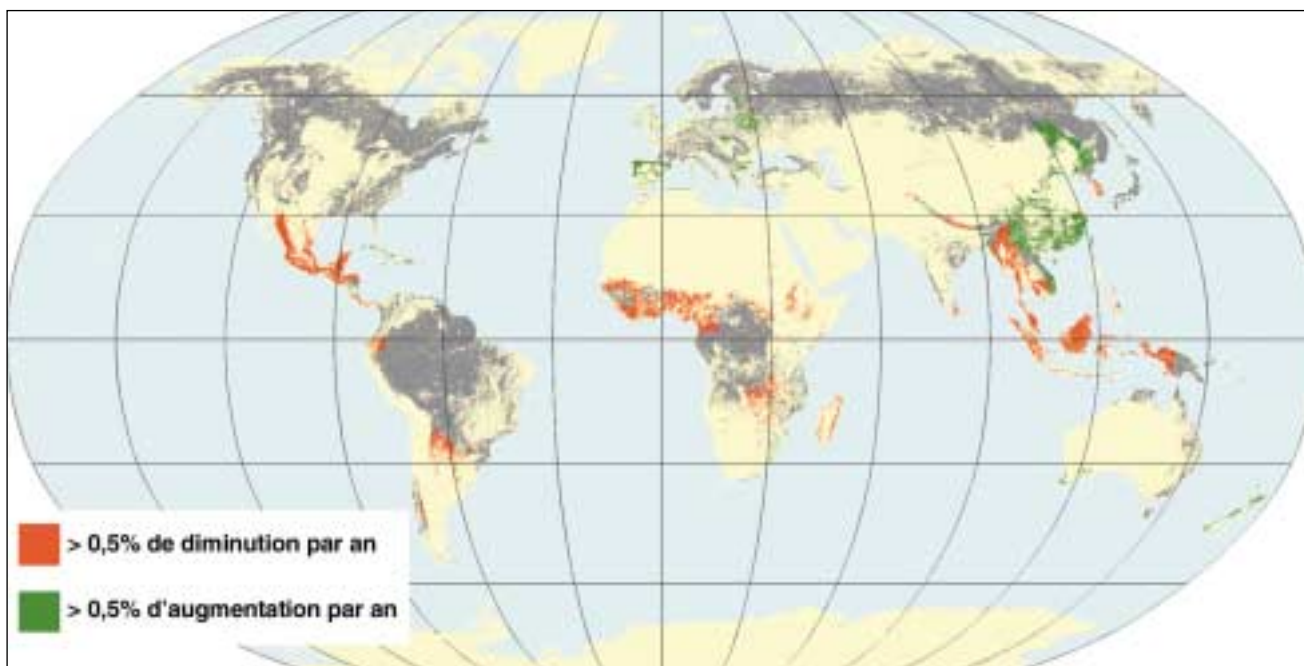 > 0,5% de diminution par an
> 0,5% d'augmentation par an